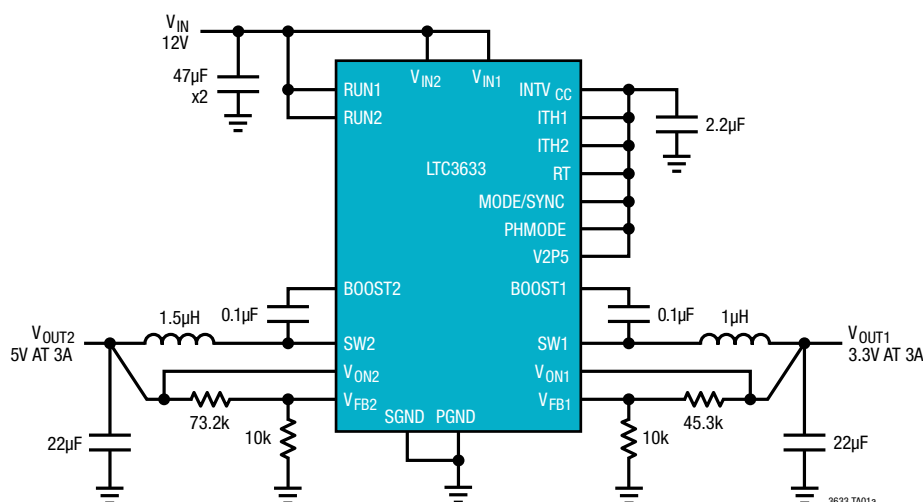 VIN
12V
47µF
x2
VIN2
VIN1
RUN1
RUN2
LTC3633
INTVCC
ITH1
ITH2
RT
MODE/SYNC
PHMODE
V2P5
2.2µF
BOOST2
BOOST1
0.1µF
0.1µF
1.5µH
1µH
VOUT2
5V AT 3A
SW2
SW1
VOUT1
3.3V AT 3A
VON2
VON1
VFB2
VFB1
73.2k
45.3k
SGND
PGND
22µF
10k
10k
22µF
3633 TA01a